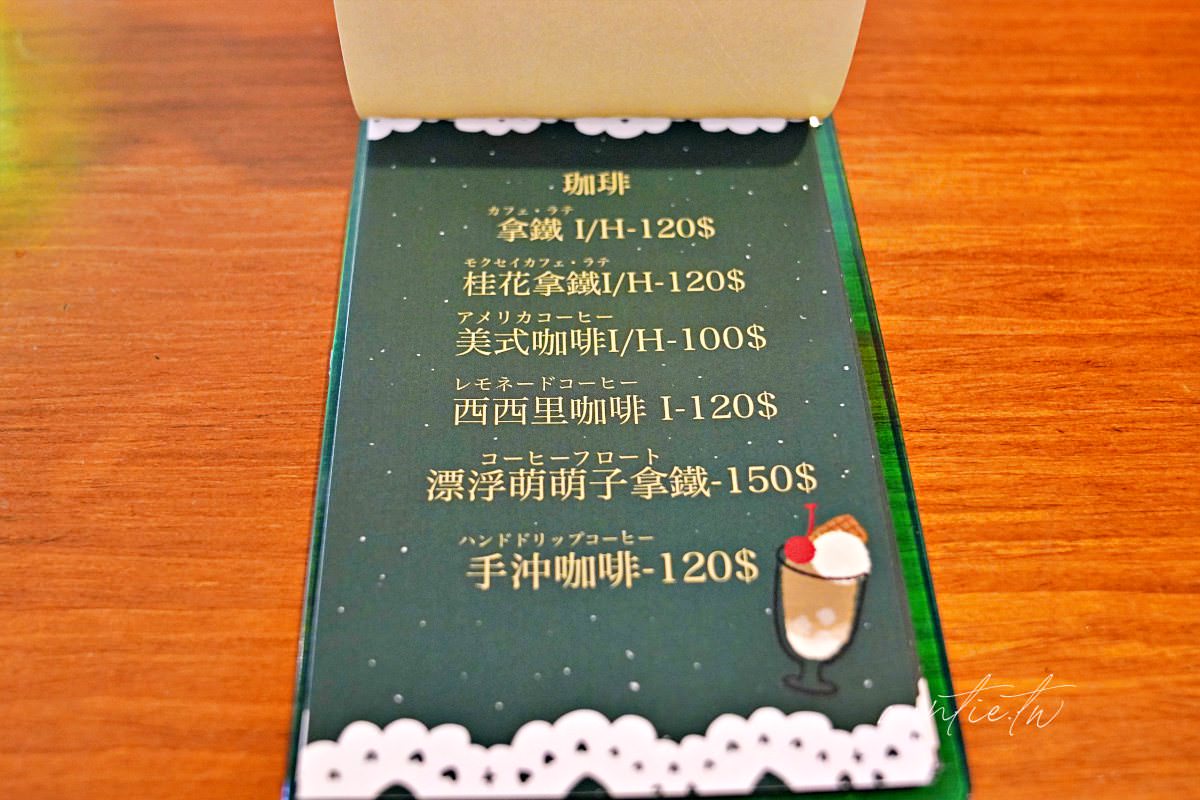 珈琲
カフェ・ラテ
拿鐵 I/H-120$
モクセイカフェ・ラテ
桂花拿鐵I/H-120$
アメリカコーヒー
美式咖啡I/H-100$
レモネードコーヒー
西西里咖啡 I-120$
コーヒーフロート
漂浮萌萌子拿鐵-150$
ハンドドリップコーヒー
手沖咖啡-120$
ntie.tw